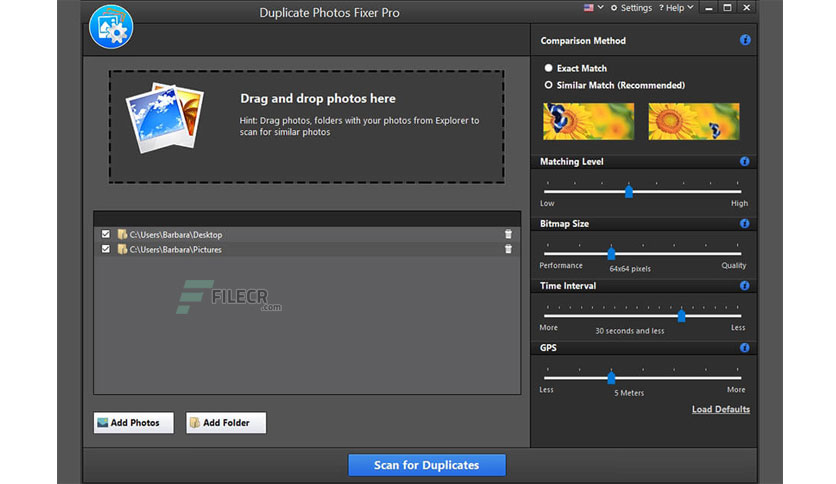 Duplicate Photos Fixer Pro
Settings
? Help
Drag and drop photos here
Hint: Drag photos, folders with your photos from Explorer to
scan for similar photos
C:\Users\Barbara\Desktop
C:\Users\Barbara\Pictures
FILECR
.com
Add Photos
Add Folder
Comparison Method
Exact Match
Similar Match (Recommended)
Matching Level
Low
High
Bitmap Size
Performance
64x64 pixels
Quality
Time Interval
More
30 seconds and less
Less
GPS
Less
5 Meters
More
Load Defaults
Scan for Duplicates